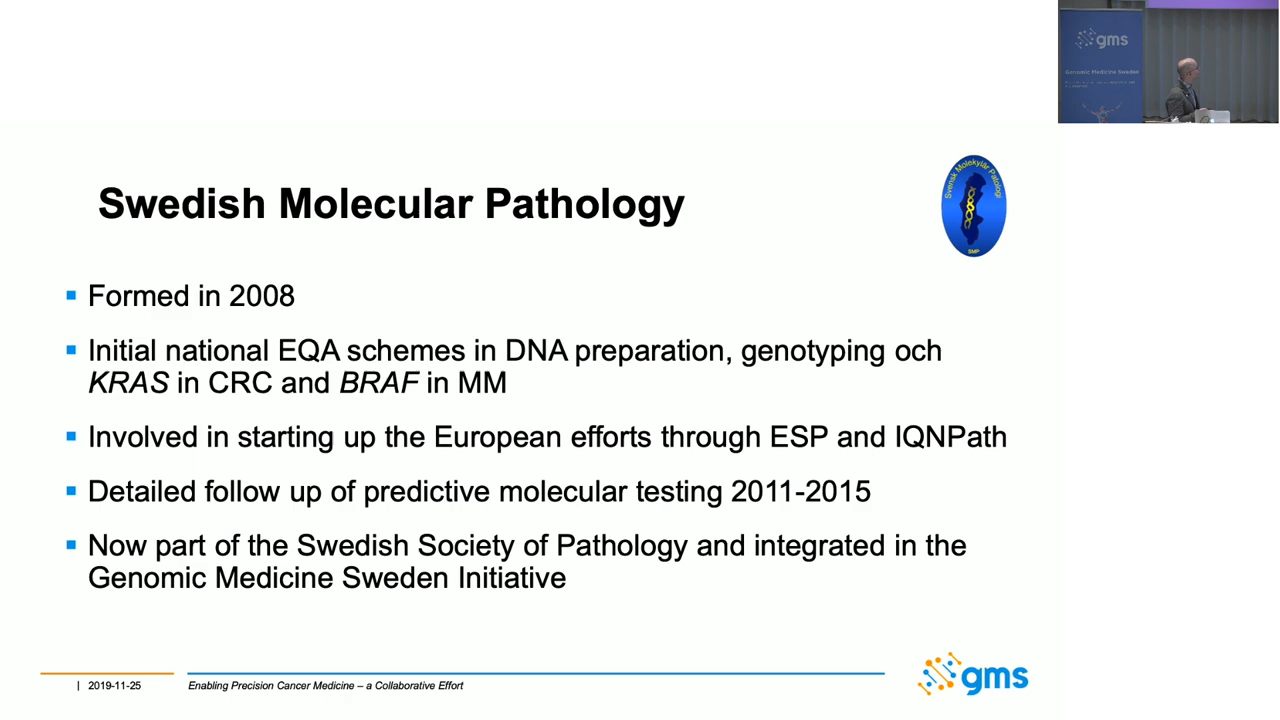 gms
Genomic Medicine Sweden
Swedish Molecular Pathology
Svensk Molekylär Patologi
SMP
Formed in 2008
Initial national EQA schemes in DNA preparation, genotyping och
KRAS in CRC and BRAF in MM
Involved in starting up the European efforts through ESP and IQNPath
Detailed follow up of predictive molecular testing 2011-2015
Now part of the Swedish Society of Pathology and integrated in the
Genomic Medicine Sweden Initiative
| 2019-11-25 Enabling Precision Cancer Medicine – a Collaborative Effort
gms